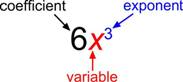 coefficient exponent
6x³
variable